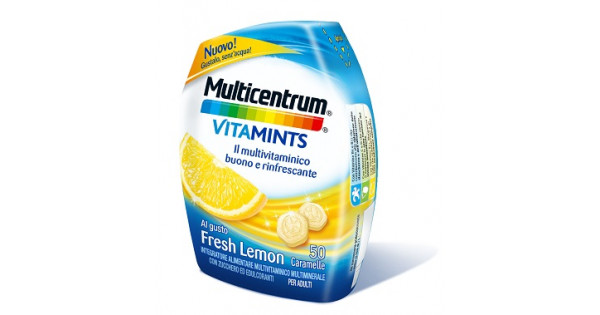 Nuovo!
Gustalo, senz'acqua!
Multicentrum®
VITAMINTS®
Il multivitaminico
buono e rinfrescante
Al gusto
Fresh Lemon
50
Caramelle
INTEGRATORE ALIMENTARE MULTIVITAMINICO MULTIMINERALE
CON ZUCCHERO ED EDULCORANTI
PER ADULTI